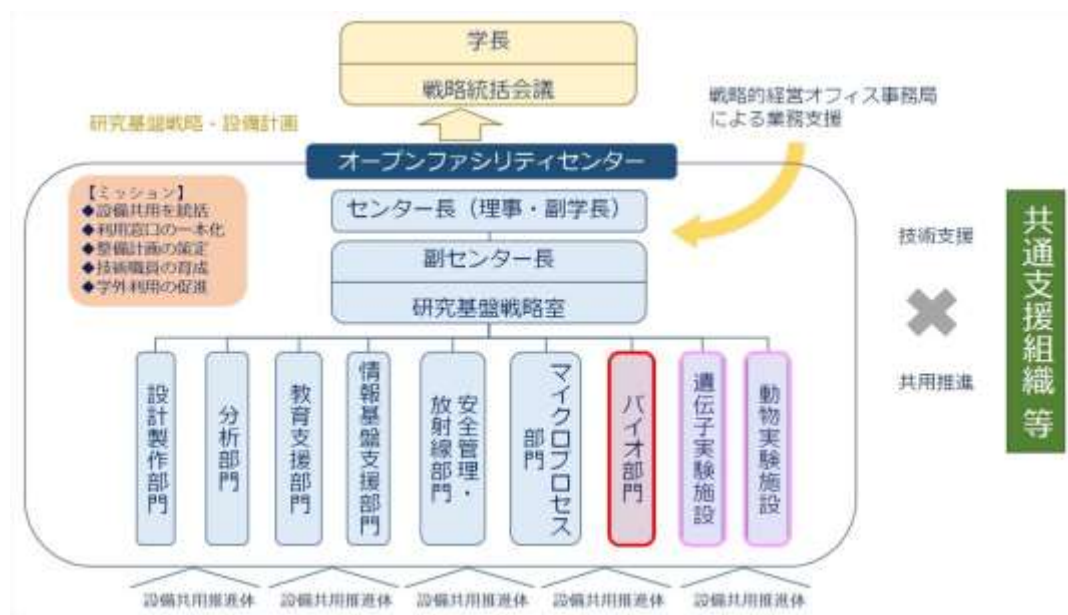 学長
戦略統括会議
戦略的経営オフィス事務局
による業務支援
研究基盤戦略・設備計画
オープンファシリティセンター
【ミッション】
◆設備共用を統括
◆利用窓口の一本化
◆整備計画の策定
◆技術職員の育成
◆学外利用の促進
センター長（理事・副学長）
副センター長
研究基盤戦略室
設計製作部門
分析部門
教育支援部門
情報基盤支援部門
安全管理・
放射線部門
マイクロプロセス
部門
バイオ部門
遺伝子実験施設
動物実験施設
技術支援
共用推進
共通支援組織 等
設備共用推進体
設備共用推進体
設備共用推進体
設備共用推進体
設備共用推進体